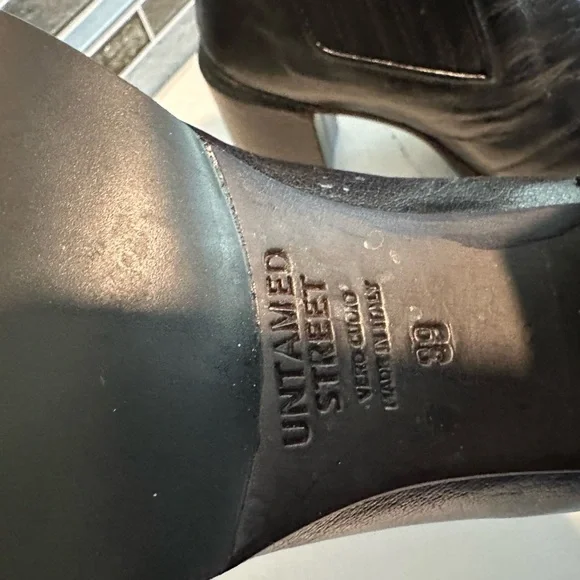 UNTAMED
STREET
VERO CUOIO
MADE IN ITALY
39